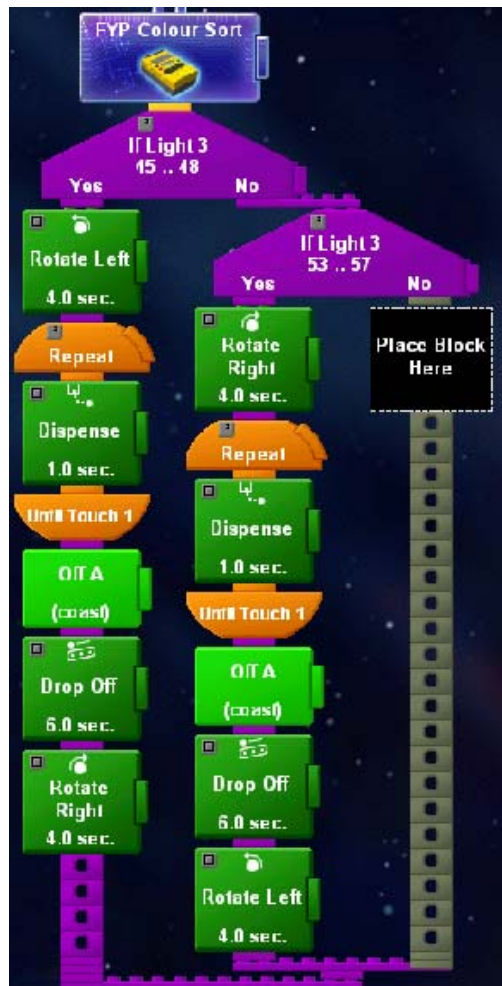 FYP Colour Sort
If Light 3
45 .. 48
Yes
No
If Light 3
53 .. 57
Yes
No
Rotate Left
4.0 sec.
Repeat
Dispense
1.0 sec.
Until Touch 1
Off A
(coast)
Drop Off
6.0 sec.
Rotate
Right
4.0 sec.
Rotate
Right
4.0 sec.
Repeat
Dispense
1.0 sec.
Until Touch 1
Off A
(coast)
Drop Off
6.0 sec.
Rotate Left
4.0 sec.
Place Block
Here